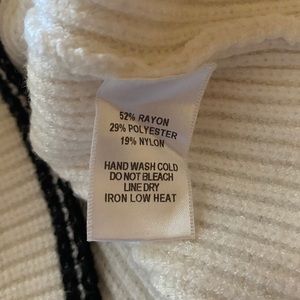 52% RAYON
29% POLYESTER
19% NYLON
HAND WASH COLD
DO NOT BLEACH
LINE DRY
IRON LOW HEAT